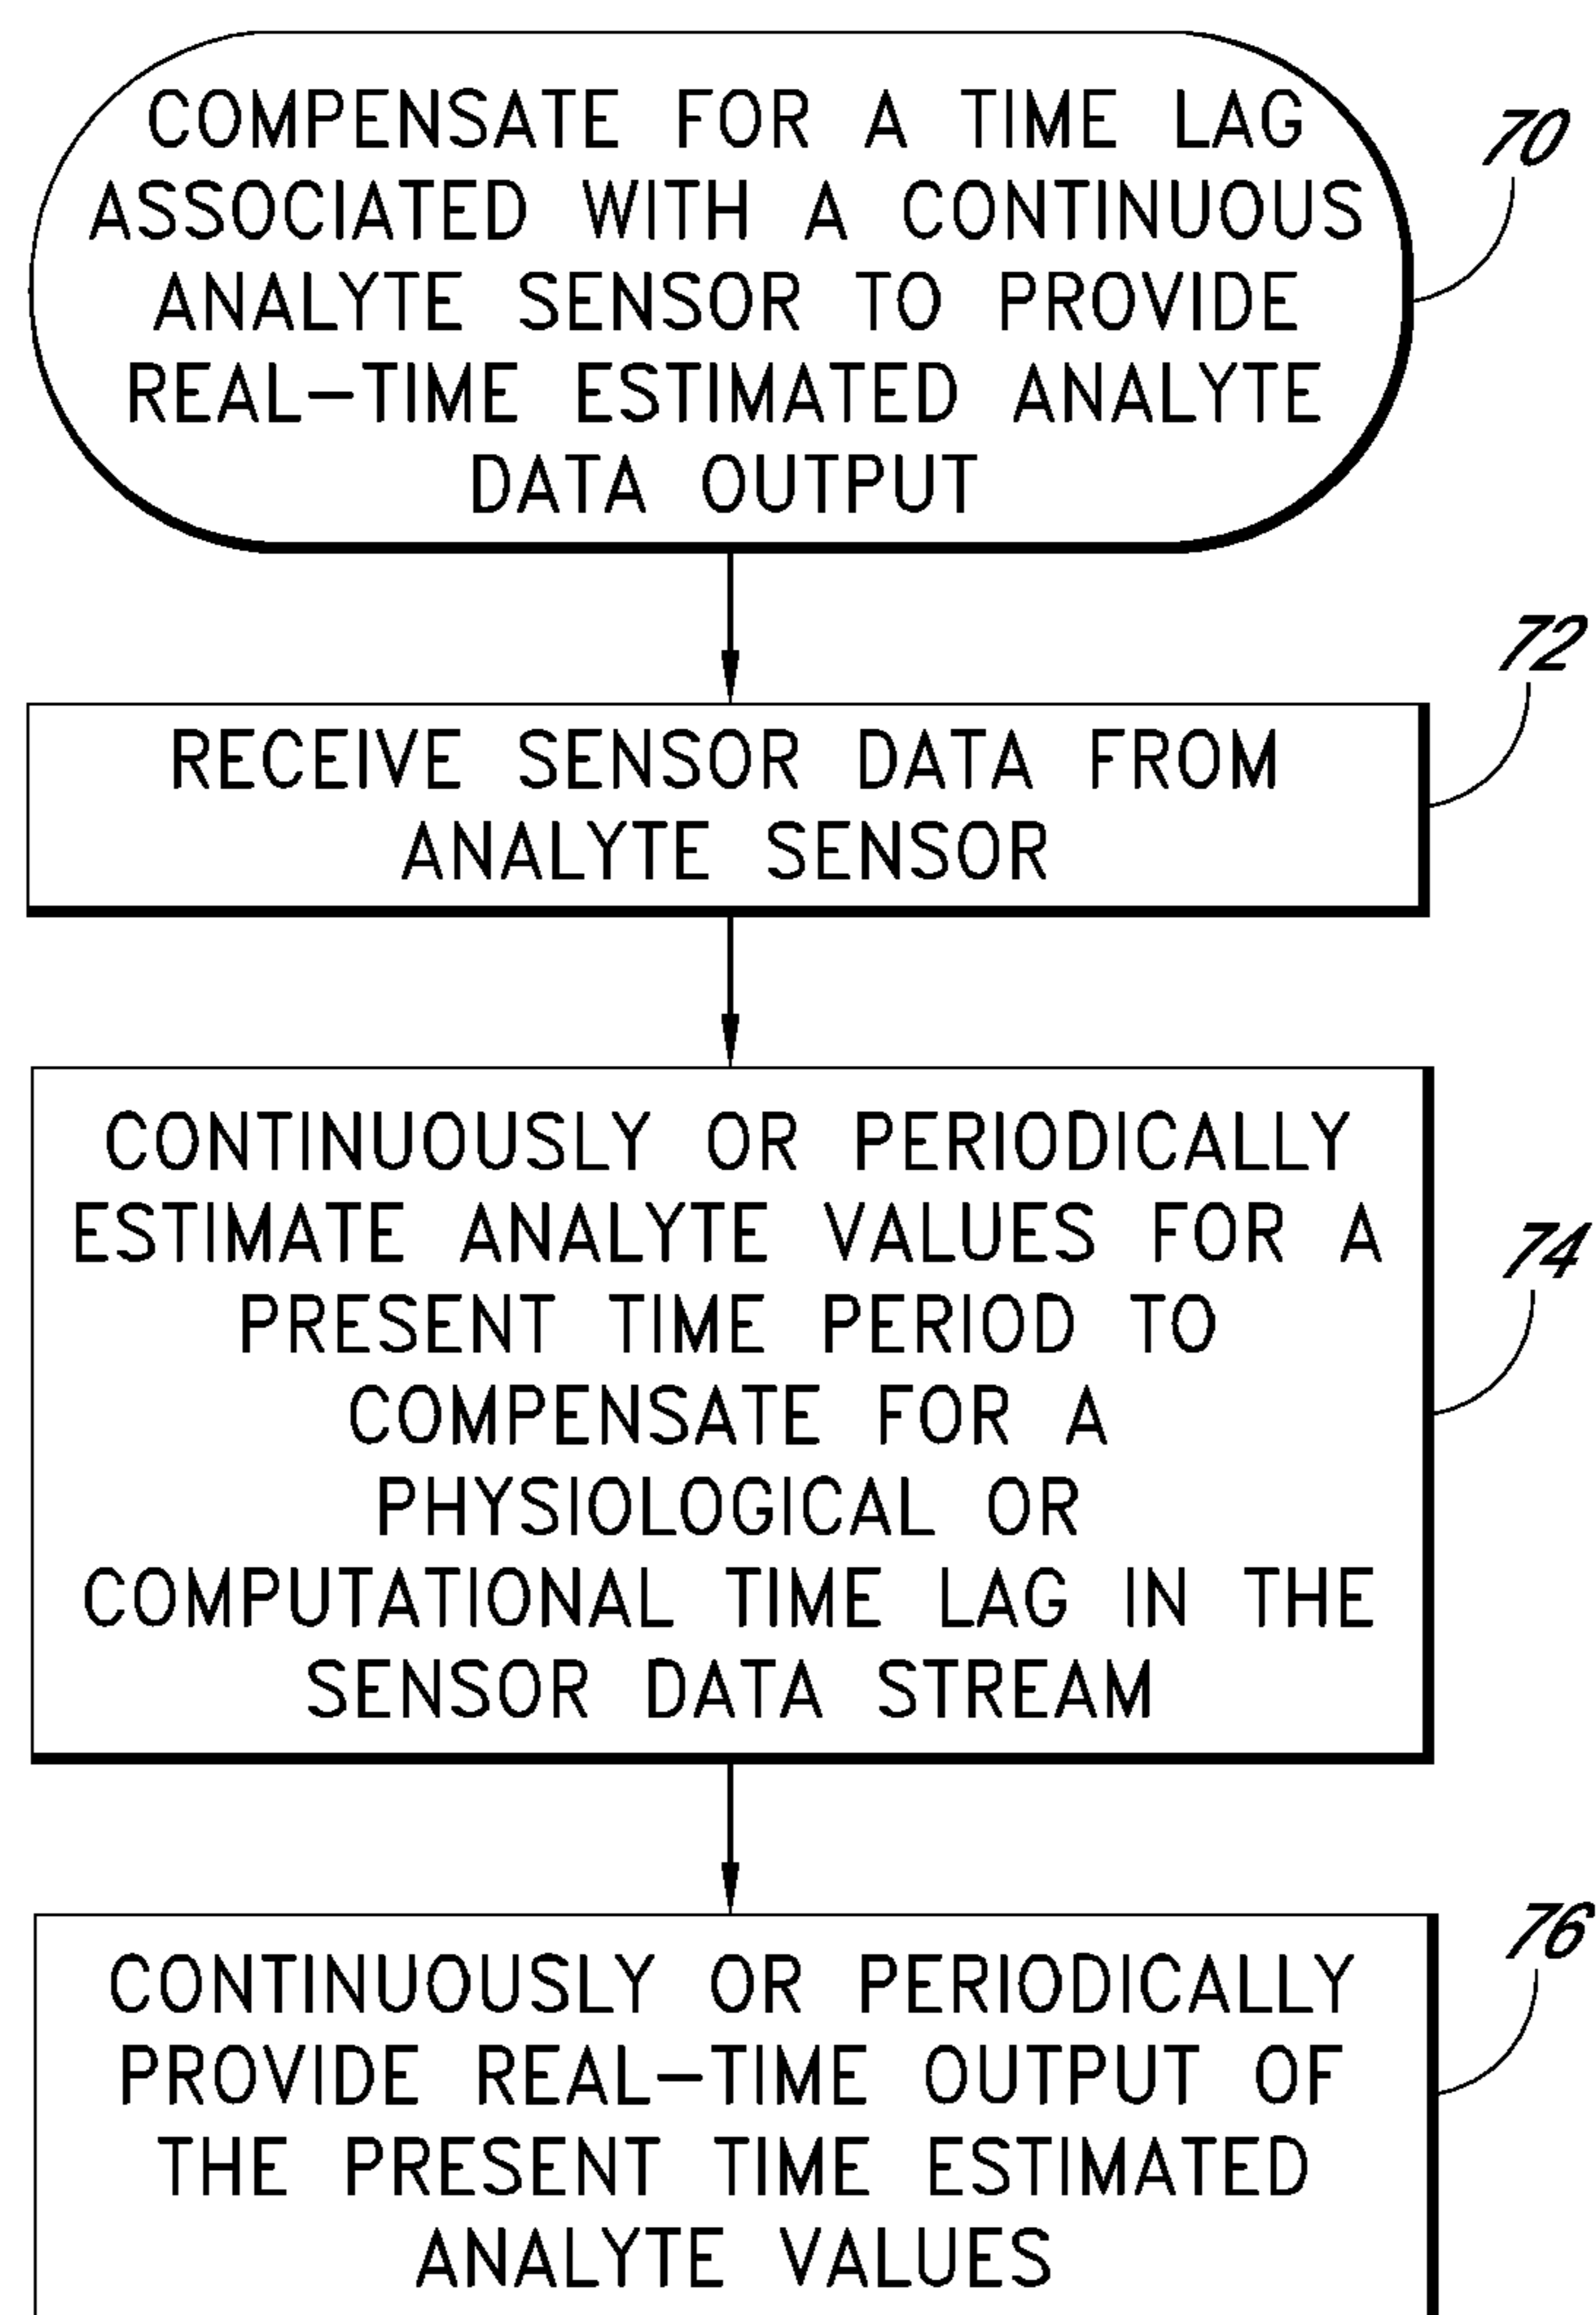 COMPENSATE FOR A TIME LAG
ASSOCIATED WITH A CONTINUOUS
ANALYTE SENSOR TO PROVIDE
REAL-TIME ESTIMATED ANALYTE
DATA OUTPUT
70
RECEIVE SENSOR DATA FROM
ANALYTE SENSOR
72
CONTINUOUSLY OR PERIODICALLY
ESTIMATE ANALYTE VALUES FOR A
PRESENT TIME PERIOD TO
COMPENSATE FOR A
PHYSIOLOGICAL OR
COMPUTATIONAL TIME LAG IN THE
SENSOR DATA STREAM
74
CONTINUOUSLY OR PERIODICALLY
PROVIDE REAL-TIME OUTPUT OF
THE PRESENT TIME ESTIMATED
ANALYTE VALUES
76